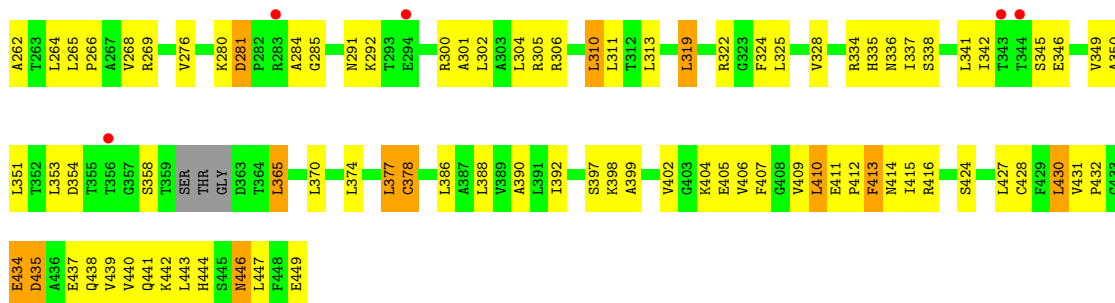 A262 T263 L264 L265 P266 A267 V268 R269 V276 K280 D281 P282 R283 A284 G285 N291 K292 T293 E294 R300 A301 L302 A303 L304 R305 R306 L310 L311 T312 L313 L319 R322 G323 F324 L325 V328 R334 H335 N336 I337 S338 L341 I342 T343 T344 S345 E346 V349 A350
L351 T352 L353 D354 T355 T356 G357 S358 T359 SER THR GLY D363 T364 L365 L370 L374 L377 C378 L386 A387 L388 V389 A390 L391 I392 S397 K398 A399 V402 G403 K404 E405 V406 F407 G408 V409 L410 E411 P412 F413 N414 T415 R416 S424 L427 C428 F429 L430 V431 P432 G433
E434 D435 A436 E437 Q438 V439 V440 Q441 K442 L443 H444 S445 N446 L447 F448 E449